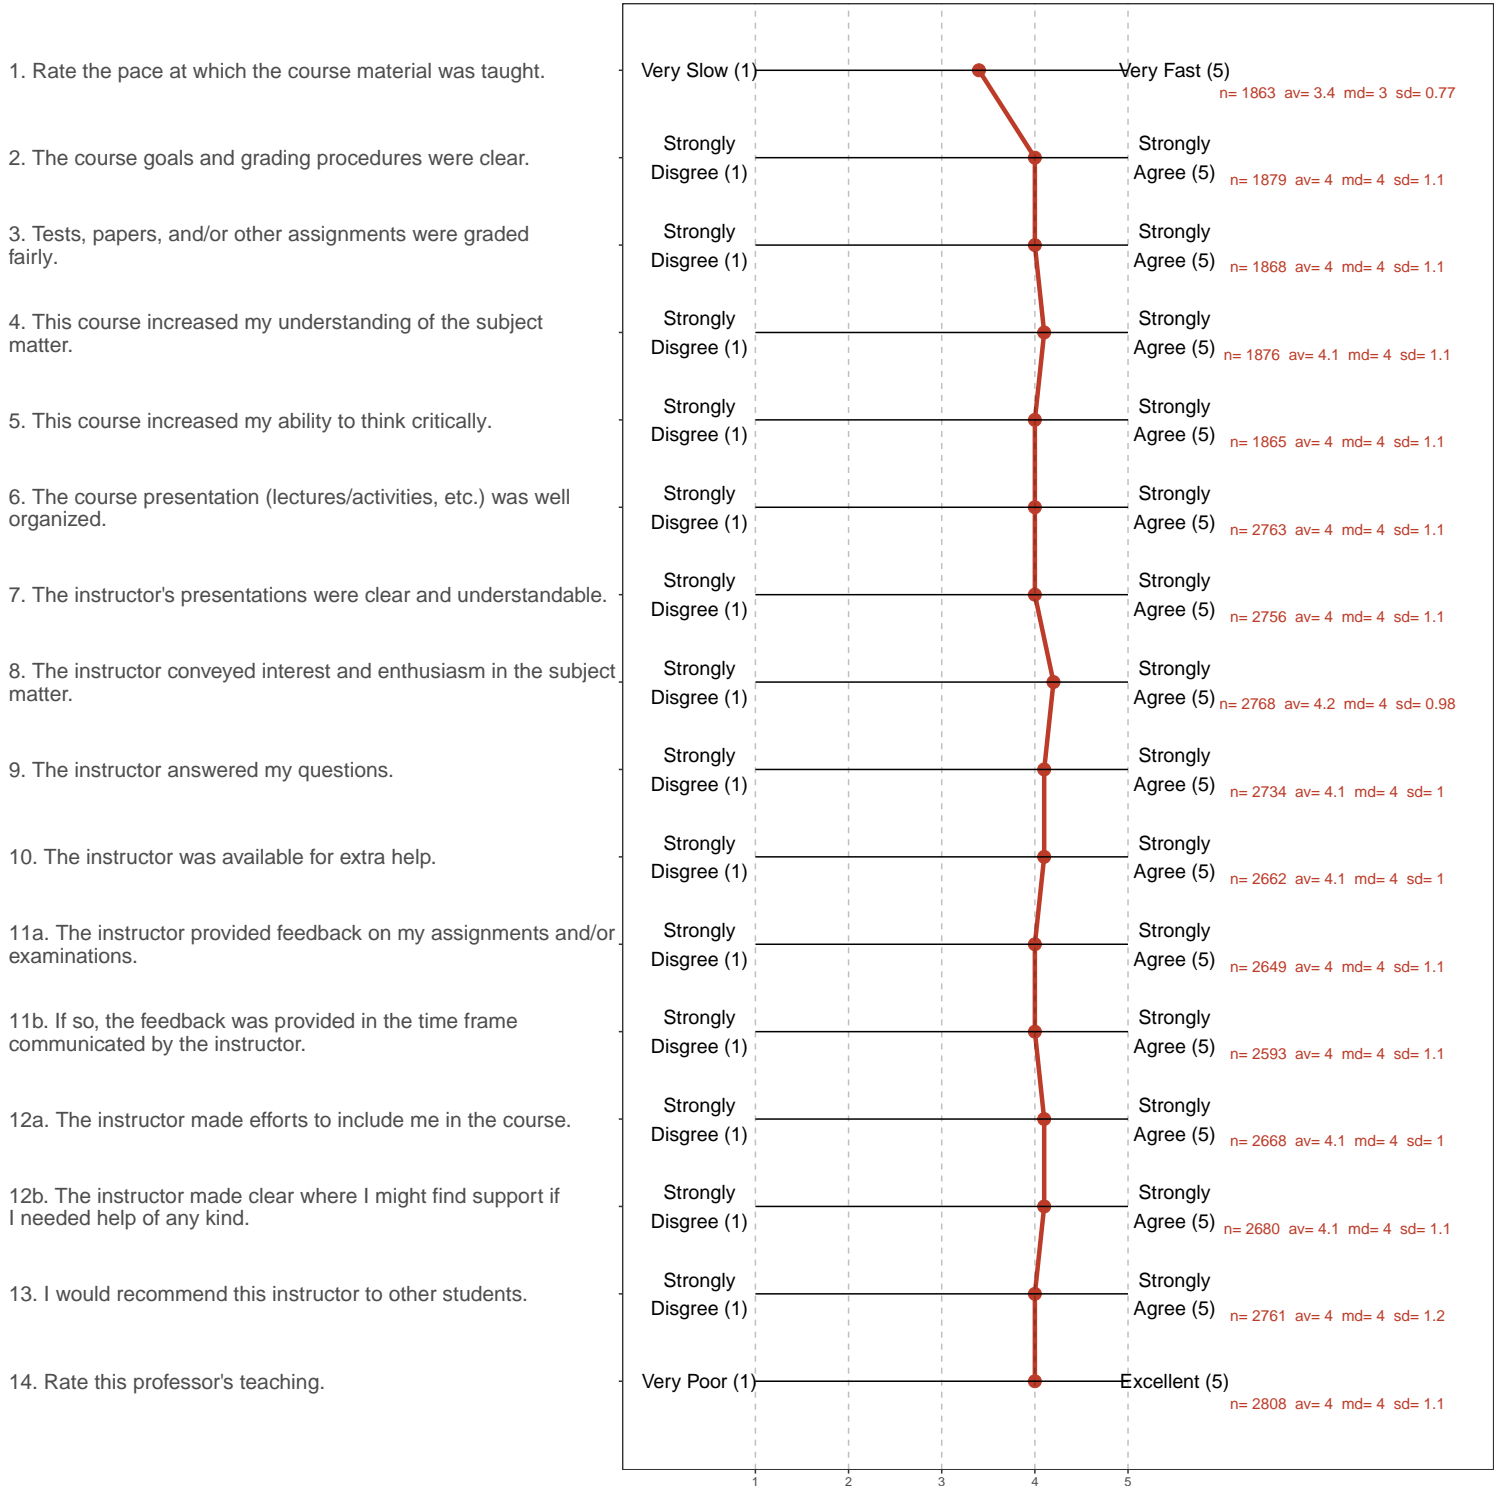 1. Rate the pace at which the course material was taught.
Very Slow (1)
Very Fast (5)
n= 1863 av= 3.4 md= 3 sd= 0.77
2. The course goals and grading procedures were clear.
Strongly
Disgree (1)
Strongly
Agree (5)
n= 1879 av= 4 md= 4 sd= 1.1
3. Tests, papers, and/or other assignments were graded
fairly.
Strongly
Disgree (1)
Strongly
Agree (5)
n= 1868 av= 4 md= 4 sd= 1.1
4. This course increased my understanding of the subject
matter.
Strongly
Disgree (1)
Strongly
Agree (5)
n= 1876 av= 4.1 md= 4 sd= 1.1
5. This course increased my ability to think critically.
Strongly
Disgree (1)
Strongly
Agree (5)
n= 1865 av= 4 md= 4 sd= 1.1
6. The course presentation (lectures/activities, etc.) was well
organized.
Strongly
Disgree (1)
Strongly
Agree (5)
n= 2763 av= 4 md= 4 sd= 1.1
7. The instructor's presentations were clear and understandable.
Strongly
Disgree (1)
Strongly
Agree (5)
n= 2756 av= 4 md= 4 sd= 1.1
8. The instructor conveyed interest and enthusiasm in the subject
matter.
Strongly
Disgree (1)
Strongly
Agree (5)
n= 2768 av= 4.2 md= 4 sd= 0.98
9. The instructor answered my questions.
Strongly
Disgree (1)
Strongly
Agree (5)
n= 2734 av= 4.1 md= 4 sd= 1
10. The instructor was available for extra help.
Strongly
Disgree (1)
Strongly
Agree (5)
n= 2662 av= 4.1 md= 4 sd= 1
11a. The instructor provided feedback on my assignments and/or
examinations.
Strongly
Disgree (1)
Strongly
Agree (5)
n= 2649 av= 4 md= 4 sd= 1.1
11b. If so, the feedback was provided in the time frame
communicated by the instructor.
Strongly
Disgree (1)
Strongly
Agree (5)
n= 2593 av= 4 md= 4 sd= 1.1
12a. The instructor made efforts to include me in the course.
Strongly
Disgree (1)
Strongly
Agree (5)
n= 2668 av= 4.1 md= 4 sd= 1
12b. The instructor made clear where I might find support if
I needed help of any kind.
Strongly
Disgree (1)
Strongly
Agree (5)
n= 2680 av= 4.1 md= 4 sd= 1.1
13. I would recommend this instructor to other students.
Strongly
Disgree (1)
Strongly
Agree (5)
n= 2761 av= 4 md= 4 sd= 1.2
14. Rate this professor's teaching.
Very Poor (1)
Excellent (5)
n= 2808 av= 4 md= 4 sd= 1.1
1 2 3 4 5